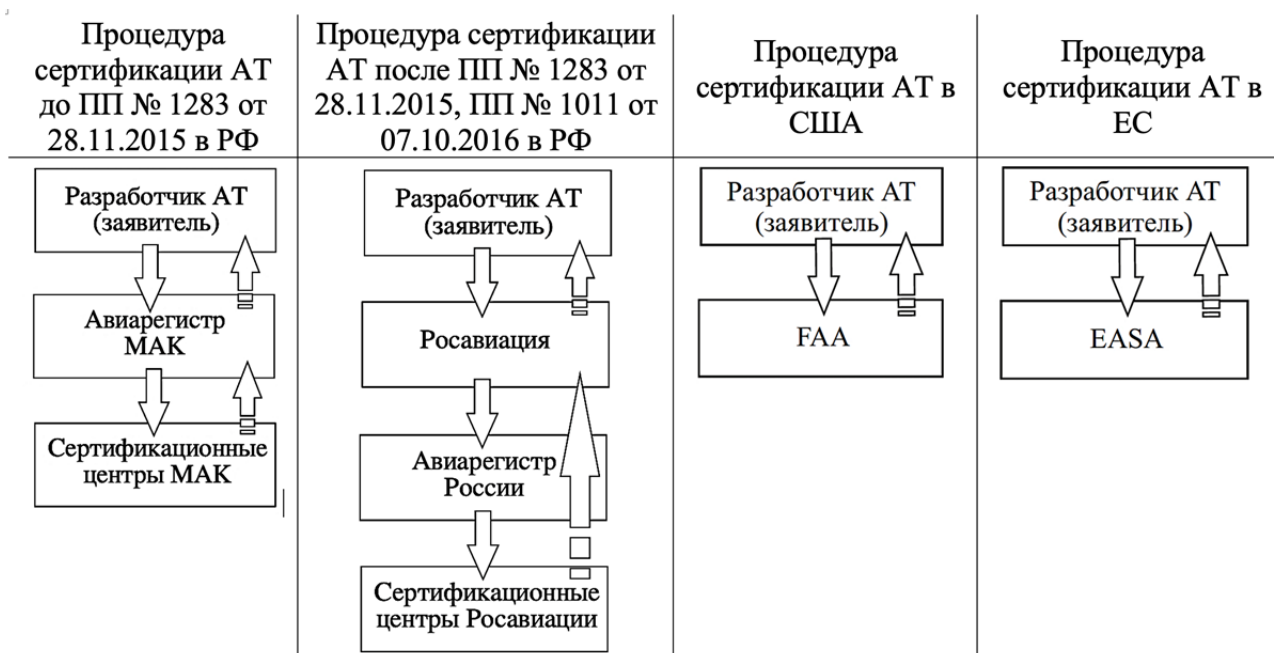 Процедура
сертификации АТ
до ПП № 1283 от
28.11.2015 в РФ
Процедура сертификации
АТ после ПП № 1283 от
28.11.2015, ПП № 1011 от
07.10.2016 в РФ
Процедура
сертификации АТ в
США
Процедура
сертификации АТ в
ЕС
Разработчик АТ
(заявитель)
Авиарегистр
МАК
Сертификационные
центры МАК
Разработчик АТ
(заявитель)
Росавиация
Авиарегистр
России
Сертификационные
центры Росавиации
Разработчик АТ
(заявитель)
FAA
Разработчик АТ
(заявитель)
EASA